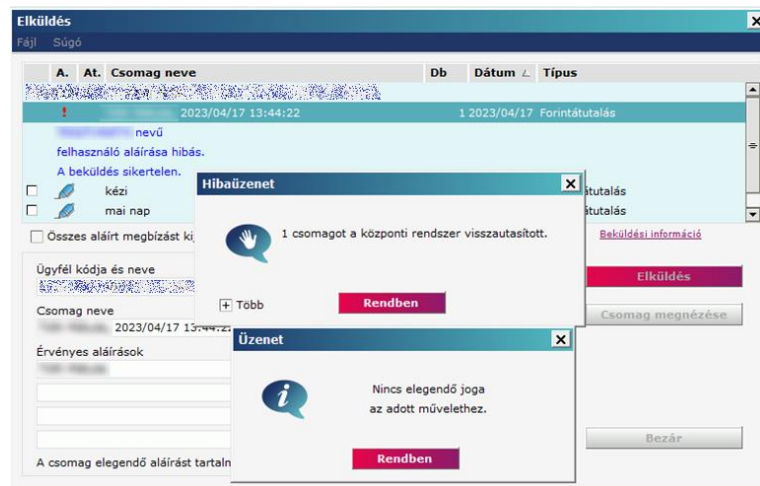 Elküldés
Fájl Súgó
A. At. Csomag neve Db Dátum Típus
! 2023/04/17 13:44:22 1 2023/04/17 Forintátutalás
nevű
felhasználó aláírása hibás.
A beküldés sikertelen.
kézi átutalás
mai nap átutalás
Összes aláírt megbízást
Beküldési információ
Hibaüzenet
1 csomagot a központi rendszer visszautasított.
+ Több
Rendben
Ügyfél kódja és neve
Elküldés
Csomag neve
2023/04/17 13:44:22
Csomag megnézése
Érvényes aláírások
Üzenet
Nincs elegendő joga
az adott művelethez.
Rendben
Bezár
A csomag elegendő aláírást